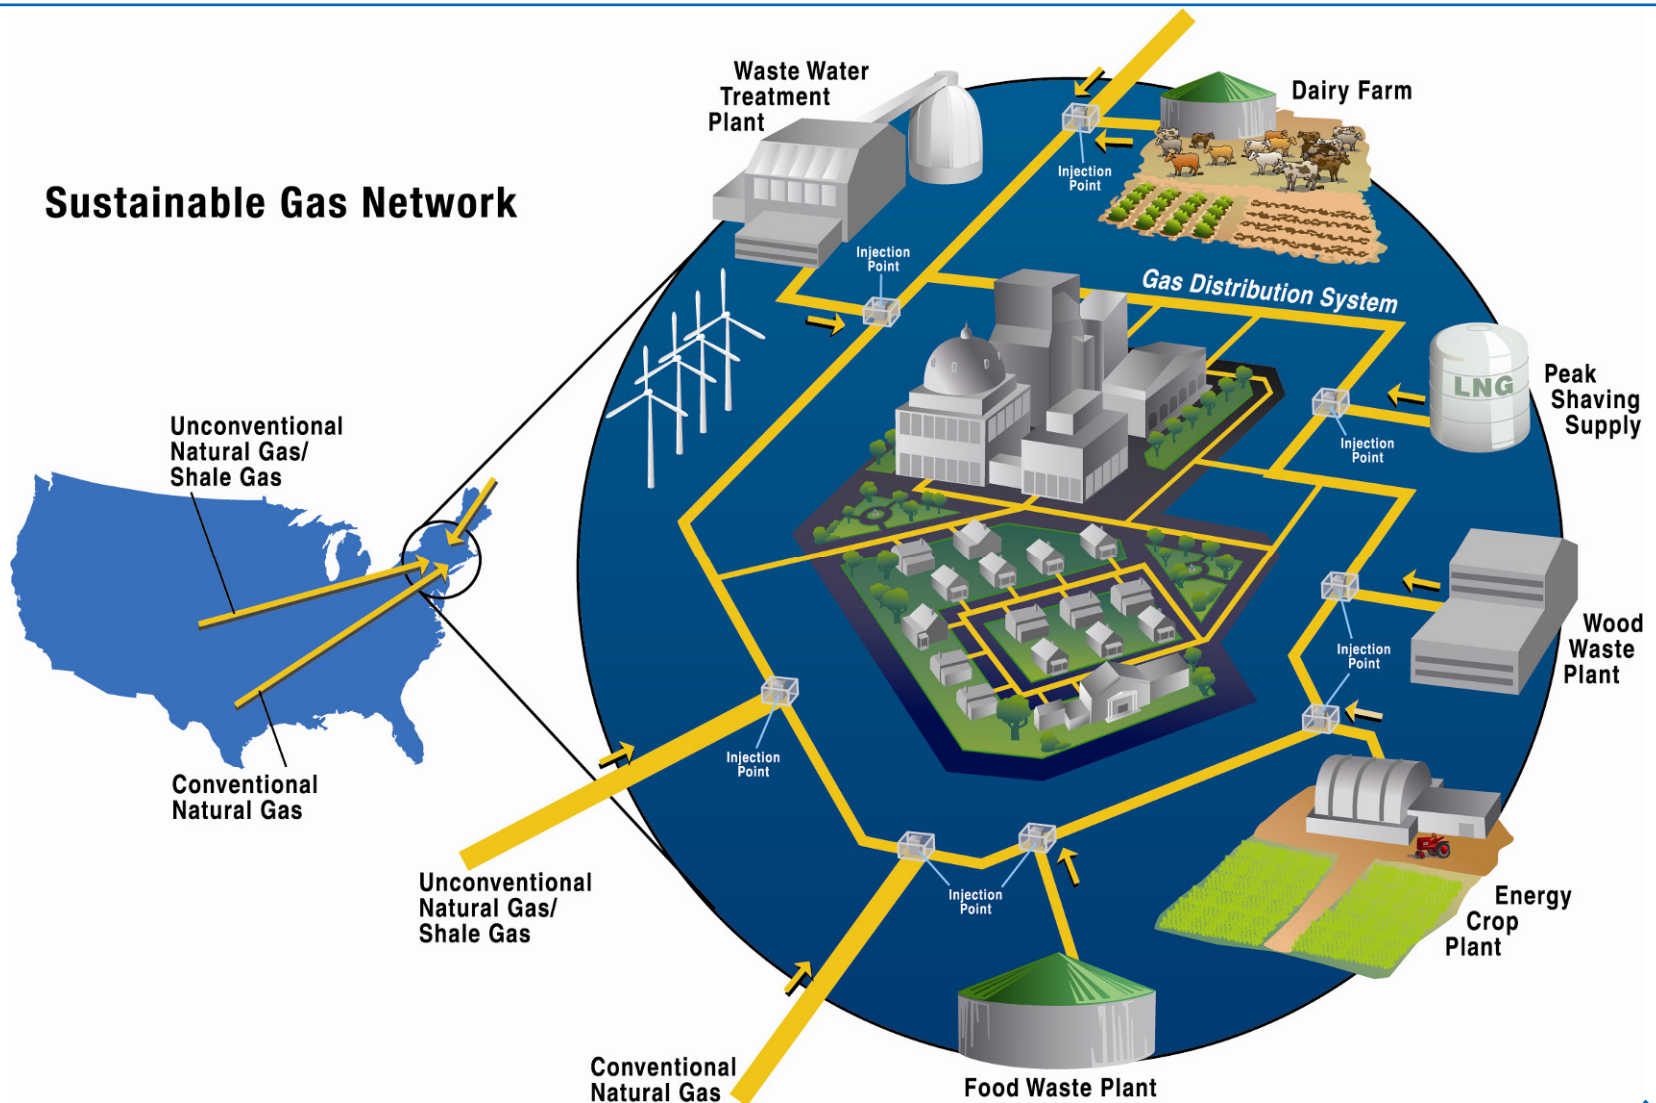 Sustainable Gas Network
Waste Water
Treatment
Plant
Dairy Farm
Injection
Point
Injection
Point
Gas Distribution System
LNG
Peak
Shaving
Supply
Injection
Point
Unconventional
Natural Gas/
Shale Gas
Conventional
Natural Gas
Wood
Waste
Plant
Injection
Point
Injection
Point
Unconventional
Natural Gas/
Shale Gas
Injection
Point
Energy
Crop
Plant
Conventional
Natural Gas
Food Waste Plant